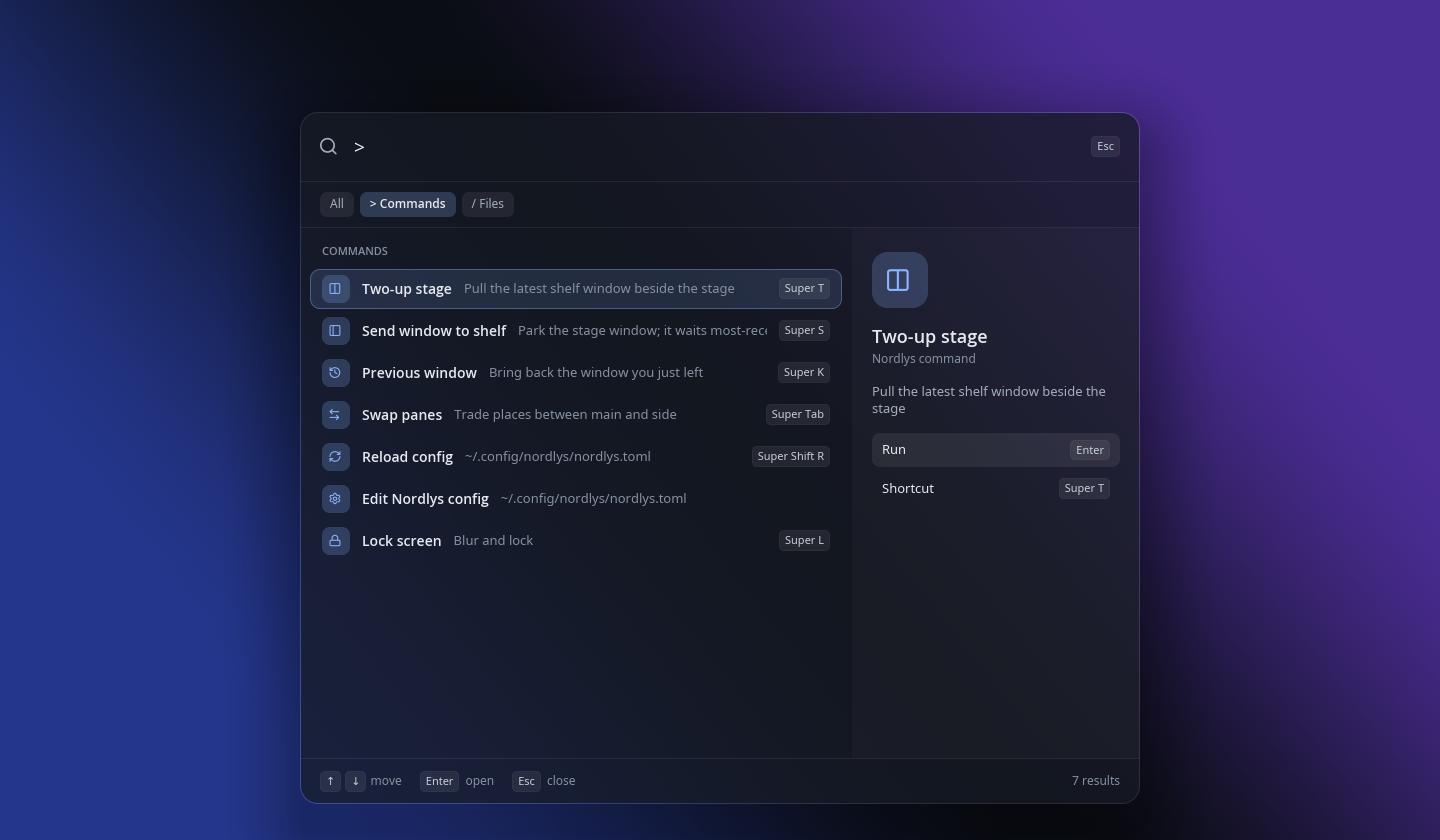 >
Esc
All
> Commands
/ Files
COMMANDS
Two-up stage Pull the latest shelf window beside the stage Super T
Send window to shelf Park the stage window; it waits most-rece Super S
Previous window Bring back the window you just left Super K
Swap panes Trade places between main and side Super Tab
Reload config ~/.config/nordlys/nordlys.toml Super Shift R
Edit Nordlys config ~/.config/nordlys/nordlys.toml
Lock screen Blur and lock Super L
Two-up stage
Nordlys command
Pull the latest shelf window beside the
stage
Run Enter
Shortcut Super T
↑ ↓ move Enter open Esc close
7 results